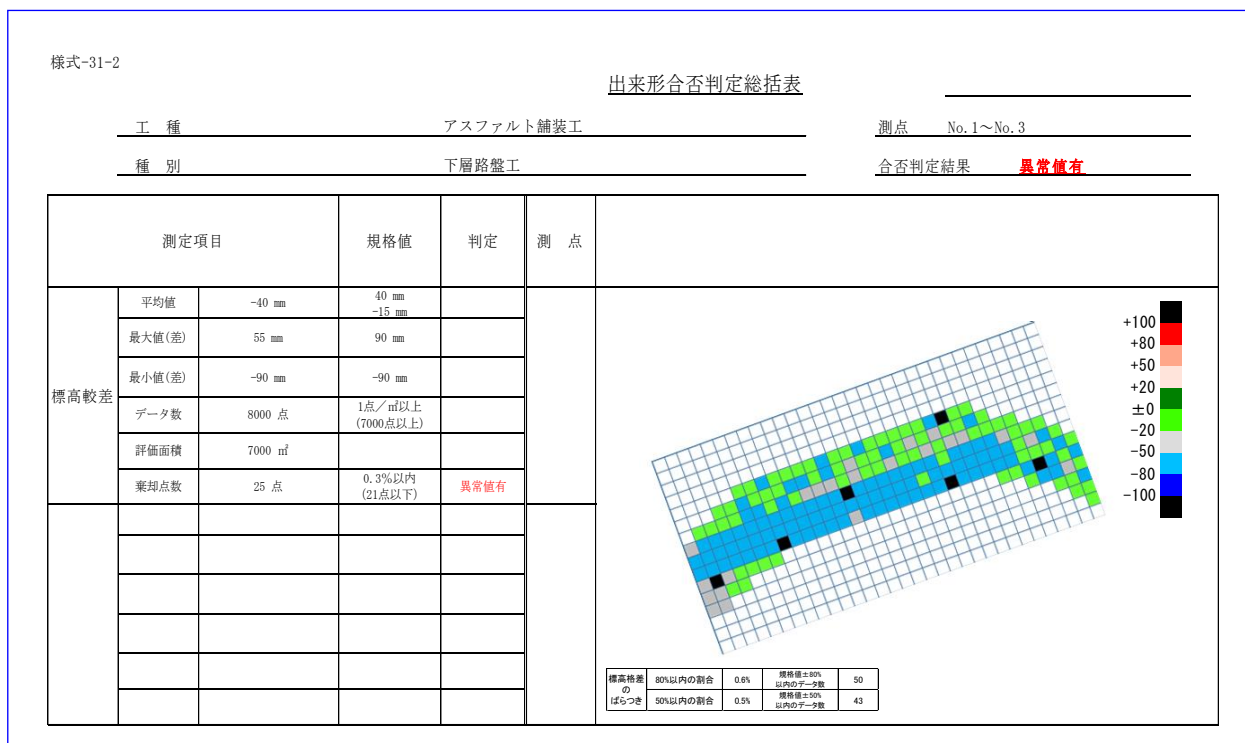 様式-31-2
出来形合否判定総括表
工　種　アスファルト舗装工　測点　No.1～No.3
種　別　下層路盤工　合否判定結果　異常値有
測定項目　規格値　判定　測　点
標高較差
平均値　-40 ㎜　40 ㎜
-15 ㎜
最大値(差)　55 ㎜　90 ㎜
最小値(差)　-90 ㎜　-90 ㎜
データ数　8000 点　1点／㎡以上
(7000点以上)
評価面積　7000 ㎡
棄却点数　25 点　0.3%以内
(21点以下)　異常値有
+100
+80
+50
+20
±0
-20
-50
-80
-100
標高格差
の
ばらつき
80%以内の割合　0.6%　規格値±80%
以内のデータ数　50
50%以内の割合　0.5%　規格値±50%
以内のデータ数　43